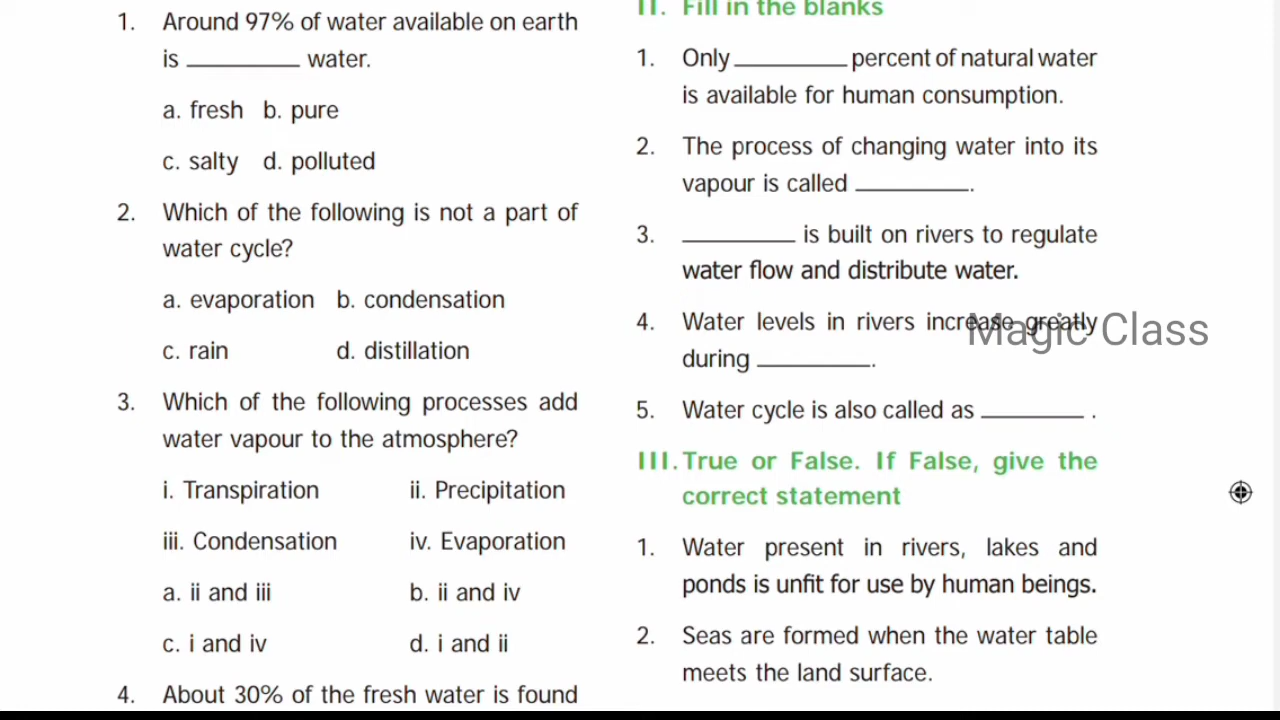 1. Around 97% of water available on earth
is ________ water.
a. fresh b. pure
c. salty d. polluted
2. Which of the following is not a part of
water cycle?
a. evaporation b. condensation
c. rain d. distillation
3. Which of the following processes add
water vapour to the atmosphere?
i. Transpiration ii. Precipitation
iii. Condensation iv. Evaporation
a. ii and iii b. ii and iv
c. i and iv d. i and ii
4. About 30% of the fresh water is found
II. Fill in the blanks
1. Only ________ percent of natural water
is available for human consumption.
2. The process of changing water into its
vapour is called ________.
3. ________ is built on rivers to regulate
water flow and distribute water.
4. Water levels in rivers increase greatly
during ________.
5. Water cycle is also called as ________ .
III. True or False. If False, give the
correct statement
1. Water present in rivers, lakes and
ponds is unfit for use by human beings.
2. Seas are formed when the water table
meets the land surface.
Magic Class